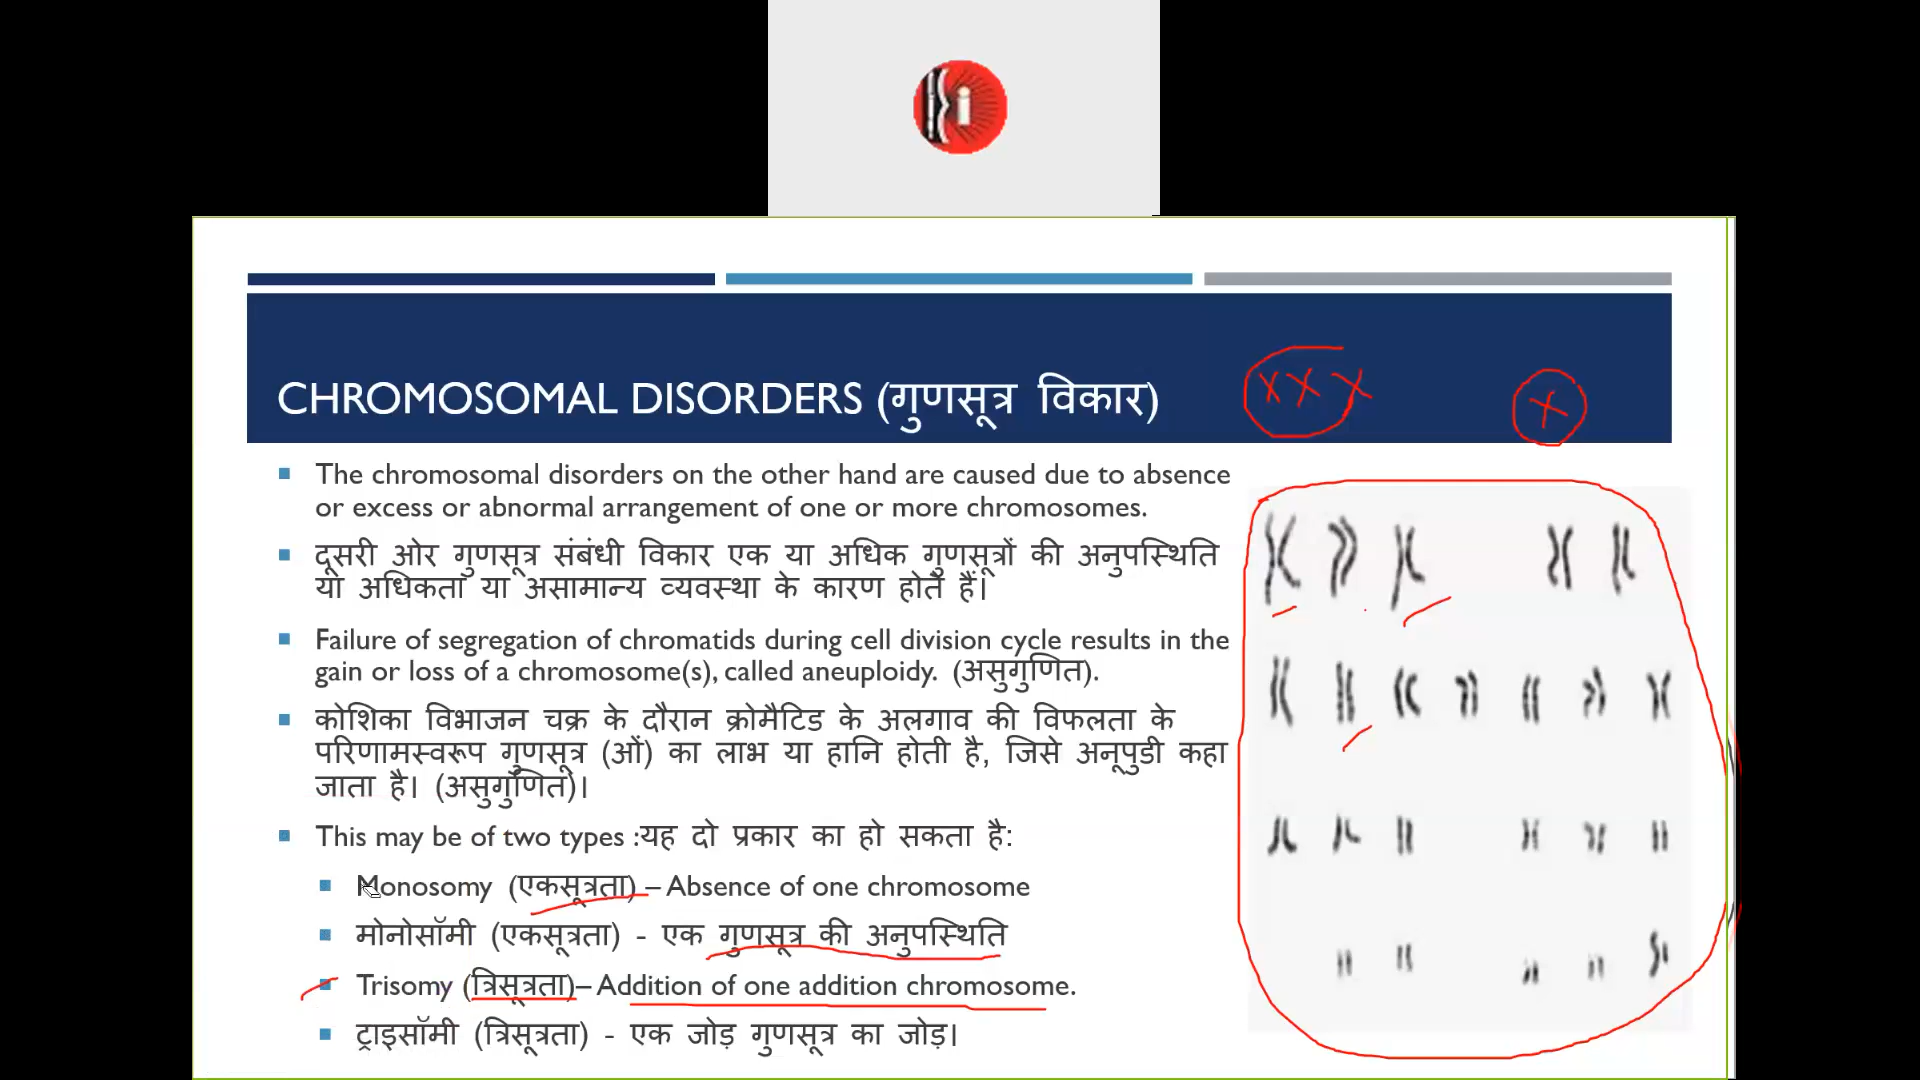 Ki
CHROMOSOMAL DISORDERS (गुणसूत्र विकार)
X X X
X
The chromosomal disorders on the other hand are caused due to absence
or excess or abnormal arrangement of one or more chromosomes.
दूसरी ओर गुणसूत्र संबंधी विकार एक या अधिक गुणसूत्रों की अनुपस्थिति
या अधिकता या असामान्य व्यवस्था के कारण होते हैं।
Failure of segregation of chromatids during cell division cycle results in the
gain or loss of a chromosome(s), called aneuploidy. (असुगुणित).
कोशिका विभाजन चक्र के दौरान क्रोमैटिड के अलगाव की विफलता के
परिणामस्वरूप गुणसूत्र (ओं) का लाभ या हानि होती है, जिसे अनूपुडी कहा
जाता है। (असुगुणित)।
This may be of two types :यह दो प्रकार का हो सकता है:
Monosomy (एकसूत्रता) – Absence of one chromosome
मोनोसॉमी (एकसूत्रता) - एक गुणसूत्र की अनुपस्थिति
Trisomy (त्रिसूत्रता)– Addition of one addition chromosome.
ट्राइसॉमी (त्रिसूत्रता) - एक जोड़ गुणसूत्र का जोड़।